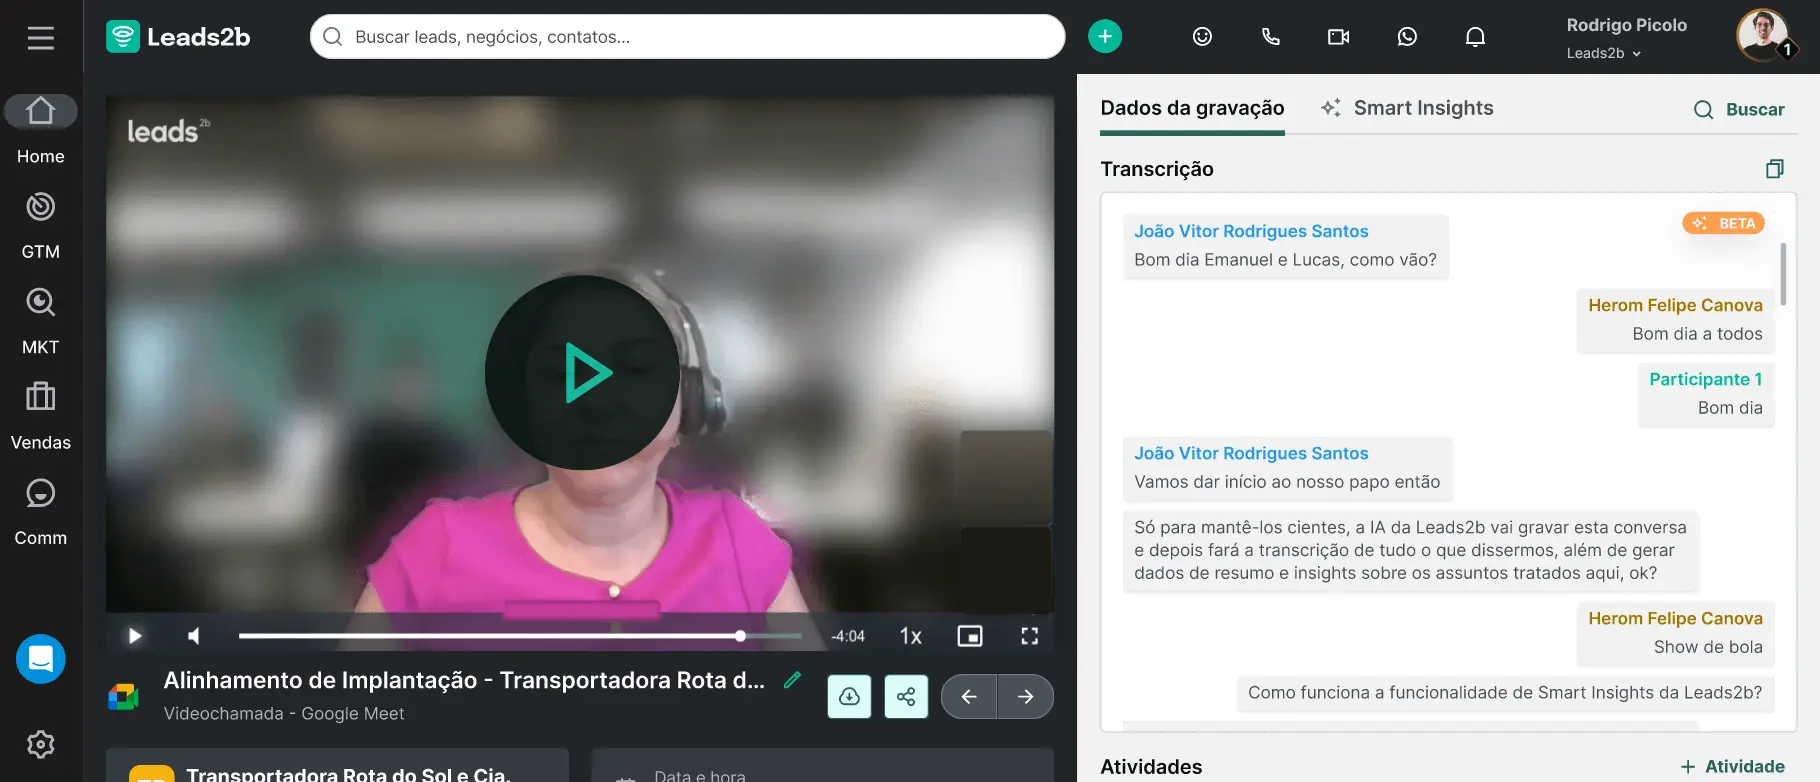 Leads2b
Buscar leads, negócios, contatos...
Rodrigo Picolo
Leads2b
1
Home
GTM
MKT
Vendas
Comm
leads2b
-4:04
1x
Alinhamento de Implantação - Transportadora Rota d...
Videochamada - Google Meet
Transportadora Rota do Sol e Cia.
Data e hora
Dados da gravação
Smart Insights
Buscar
Transcrição
BETA
João Vitor Rodrigues Santos
Bom dia Emanuel e Lucas, como vão?
Herom Felipe Canova
Bom dia a todos
Participante 1
Bom dia
João Vitor Rodrigues Santos
Vamos dar início ao nosso papo então
Só para mantê-los cientes, a IA da Leads2b vai gravar esta conversa
e depois fará a transcrição de tudo o que dissermos, além de gerar
dados de resumo e insights sobre os assuntos tratados aqui, ok?
Herom Felipe Canova
Show de bola
Como funciona a funcionalidade de Smart Insights da Leads2b?
Atividades
+ Atividade